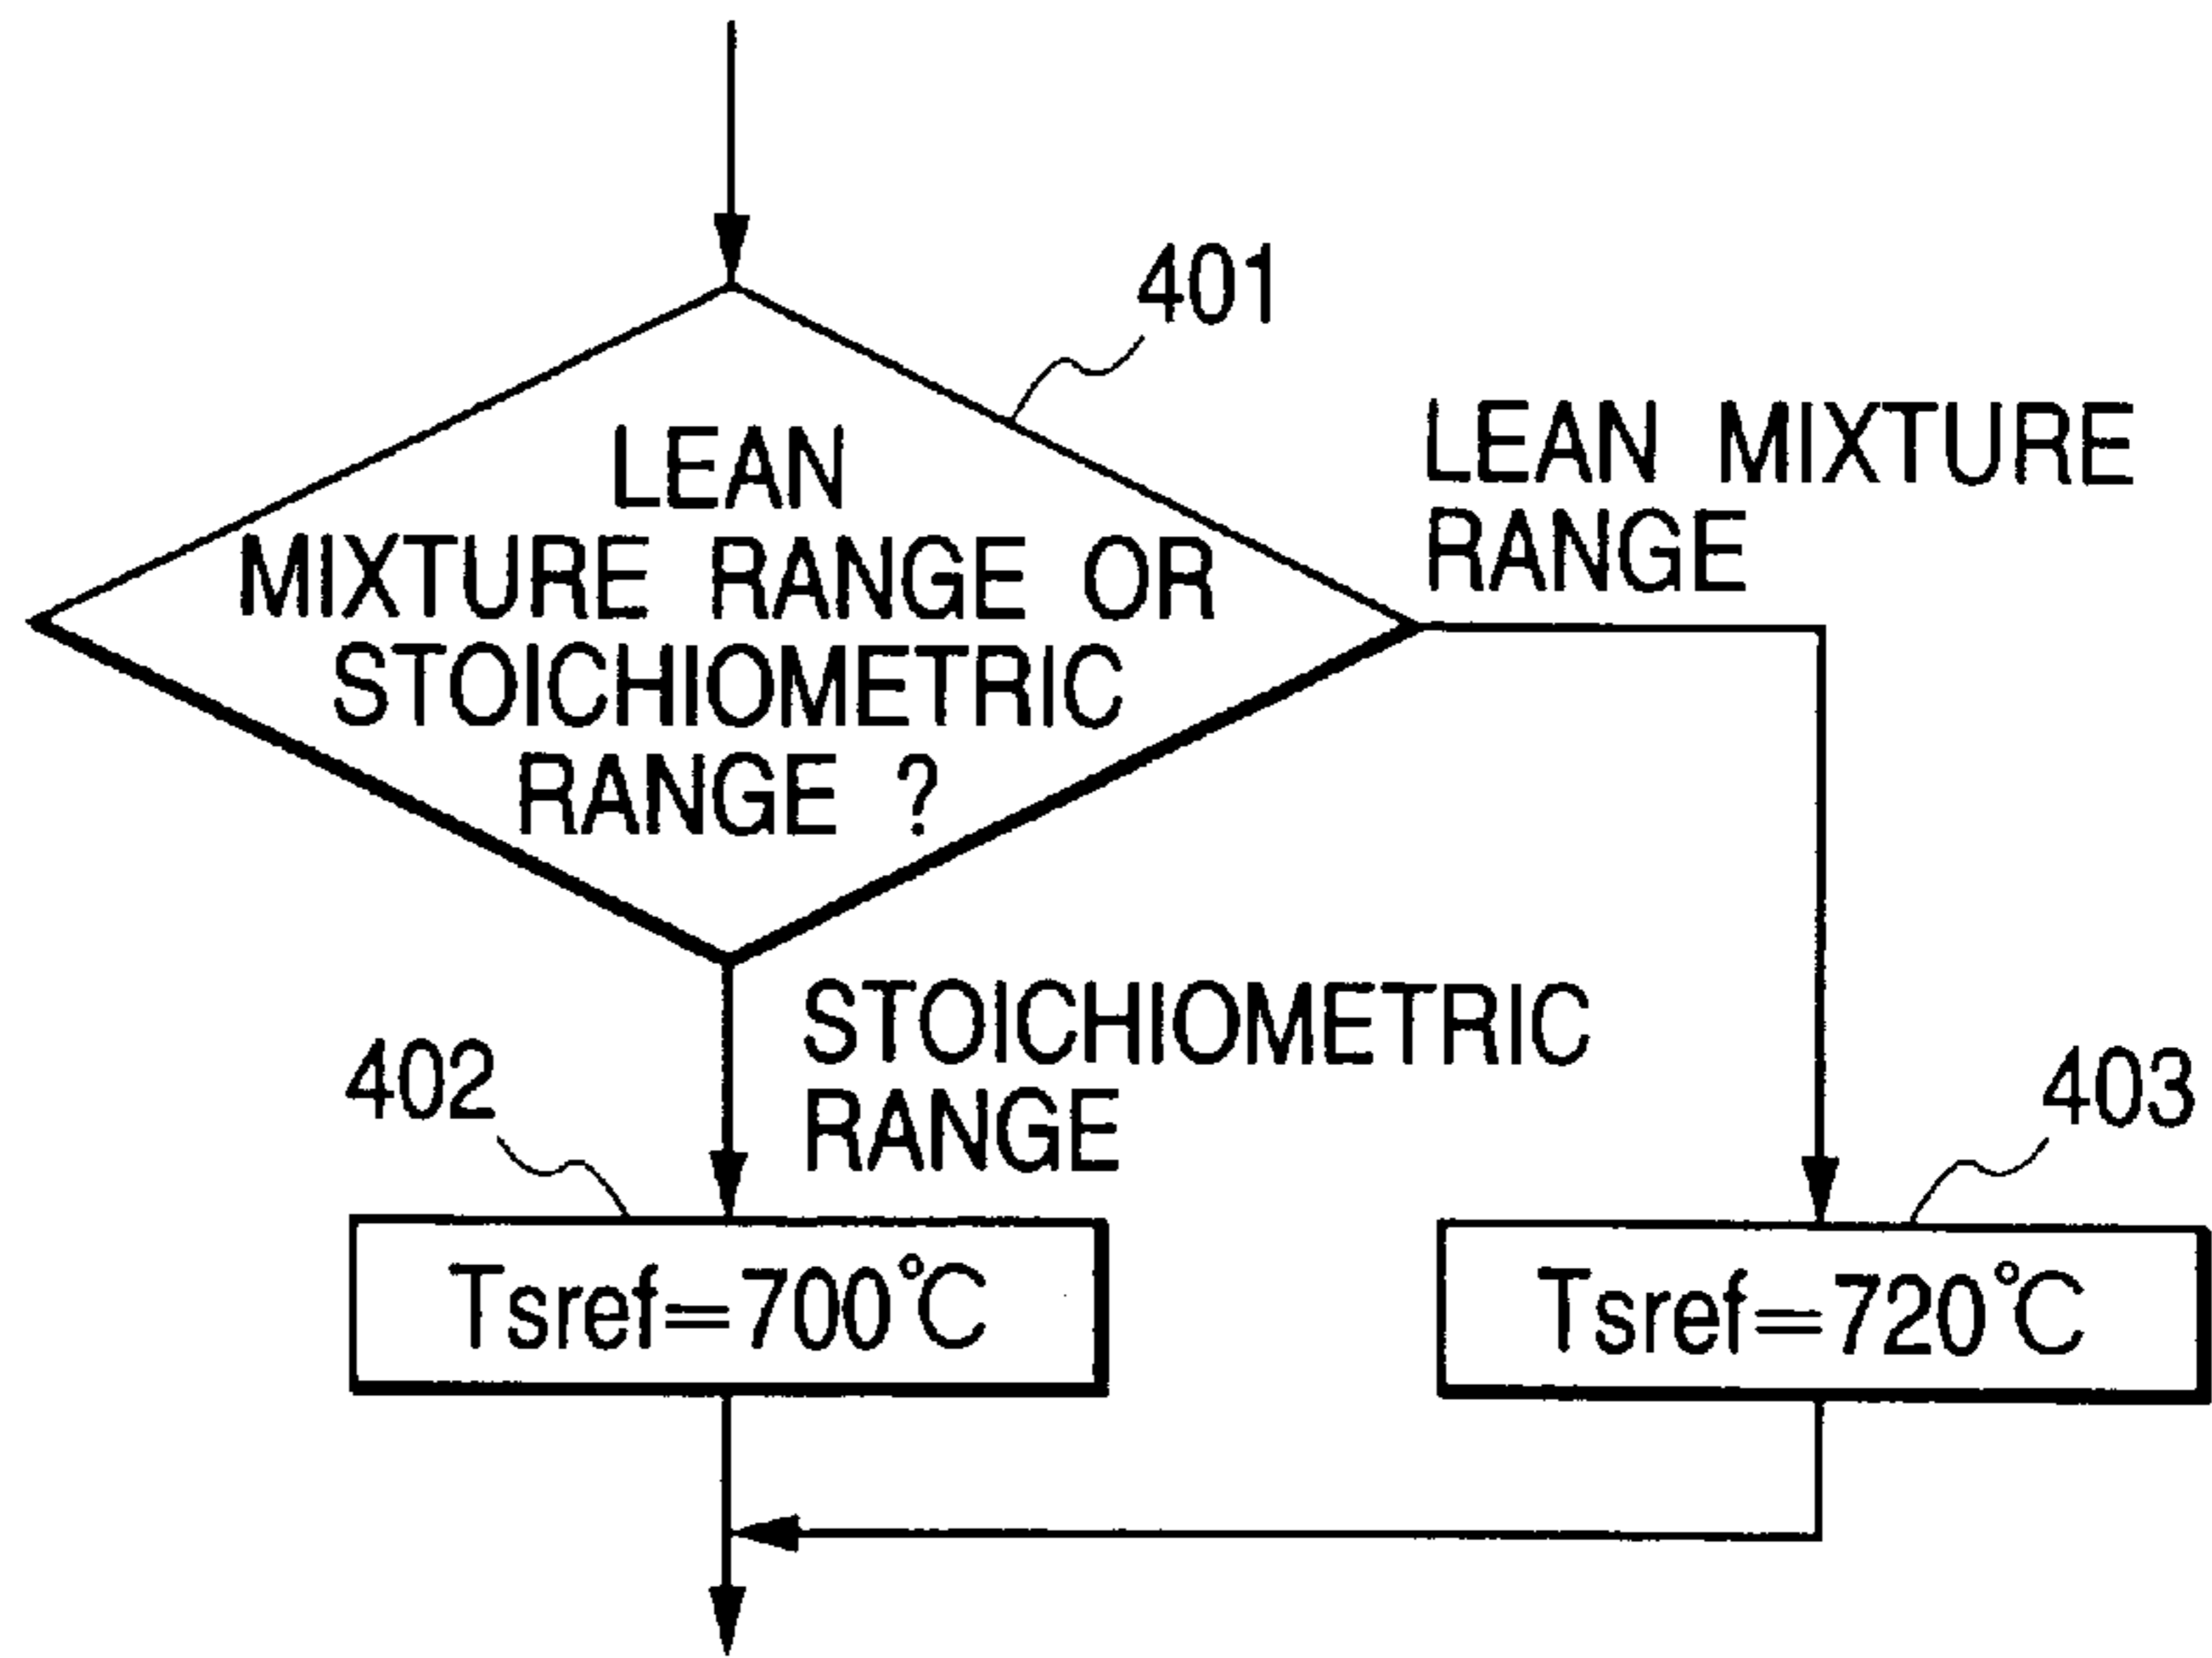 401
LEAN
MIXTURE RANGE OR
STOICHIOMETRIC
RANGE ?
LEAN MIXTURE
RANGE
STOICHIOMETRIC
RANGE
402
Tsref=700°C
403
Tsref=720°C